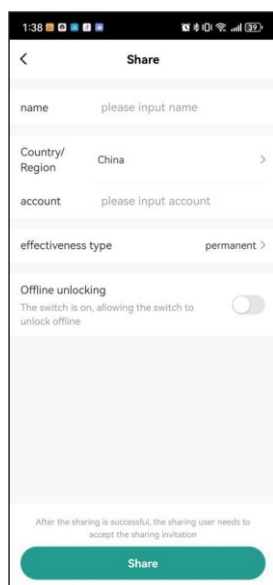 1:38 39
Share
name please input name
Country/
Region China
account please input account
effectiveness type permanent
Offline unlocking
The switch is on, allowing the switch to
unlock offline
After the sharing is successful, the sharing user needs to
accept the sharing invitation
Share